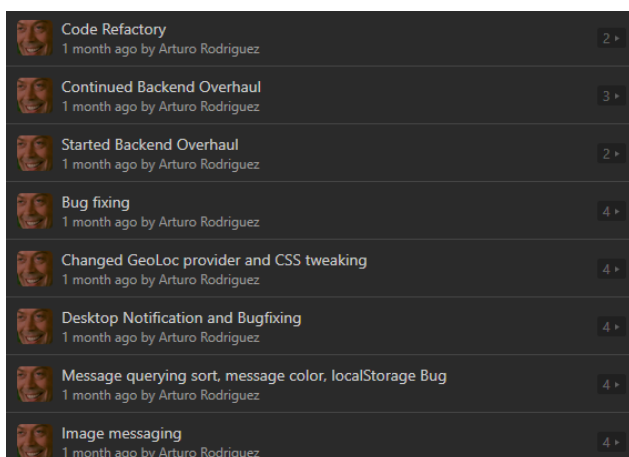 Code Refactory
1 month ago by Arturo Rodriguez
2
Continued Backend Overhaul
1 month ago by Arturo Rodriguez
3
Started Backend Overhaul
1 month ago by Arturo Rodriguez
2
Bug fixing
1 month ago by Arturo Rodriguez
4
Changed GeoLoc provider and CSS tweaking
1 month ago by Arturo Rodriguez
4
Desktop Notification and Bugfixing
1 month ago by Arturo Rodriguez
4
Message querying sort, message color, localStorage Bug
1 month ago by Arturo Rodriguez
4
Image messaging
1 month ago by Arturo Rodriguez
4